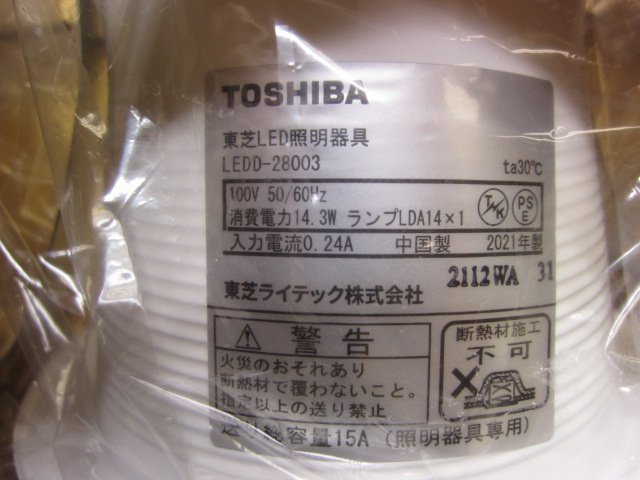 TOSHIBA
東芝LED照明器具
LEDD-28003 ta30℃
100V 50/60Hz
消費電力14.3W ランプLDA14×1
PS
E
入力電流0.24A 中国製 2021年製
2112WA 31
東芝ライテック株式会社
警告
火災のおそれあり
断熱材で覆わないこと。
指定以上の送り禁止
断熱材施工
不可
送り総容量15A (照明器具専用)